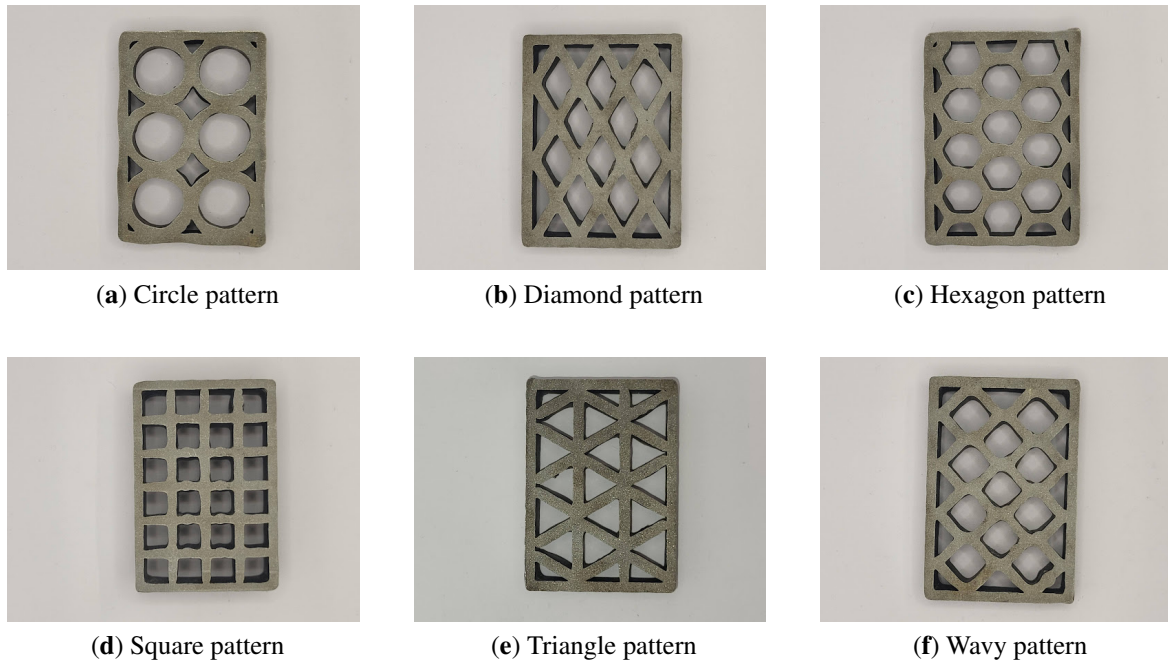 (a) Circle pattern
(b) Diamond pattern
(c) Hexagon pattern
(d) Square pattern
(e) Triangle pattern
(f) Wavy pattern